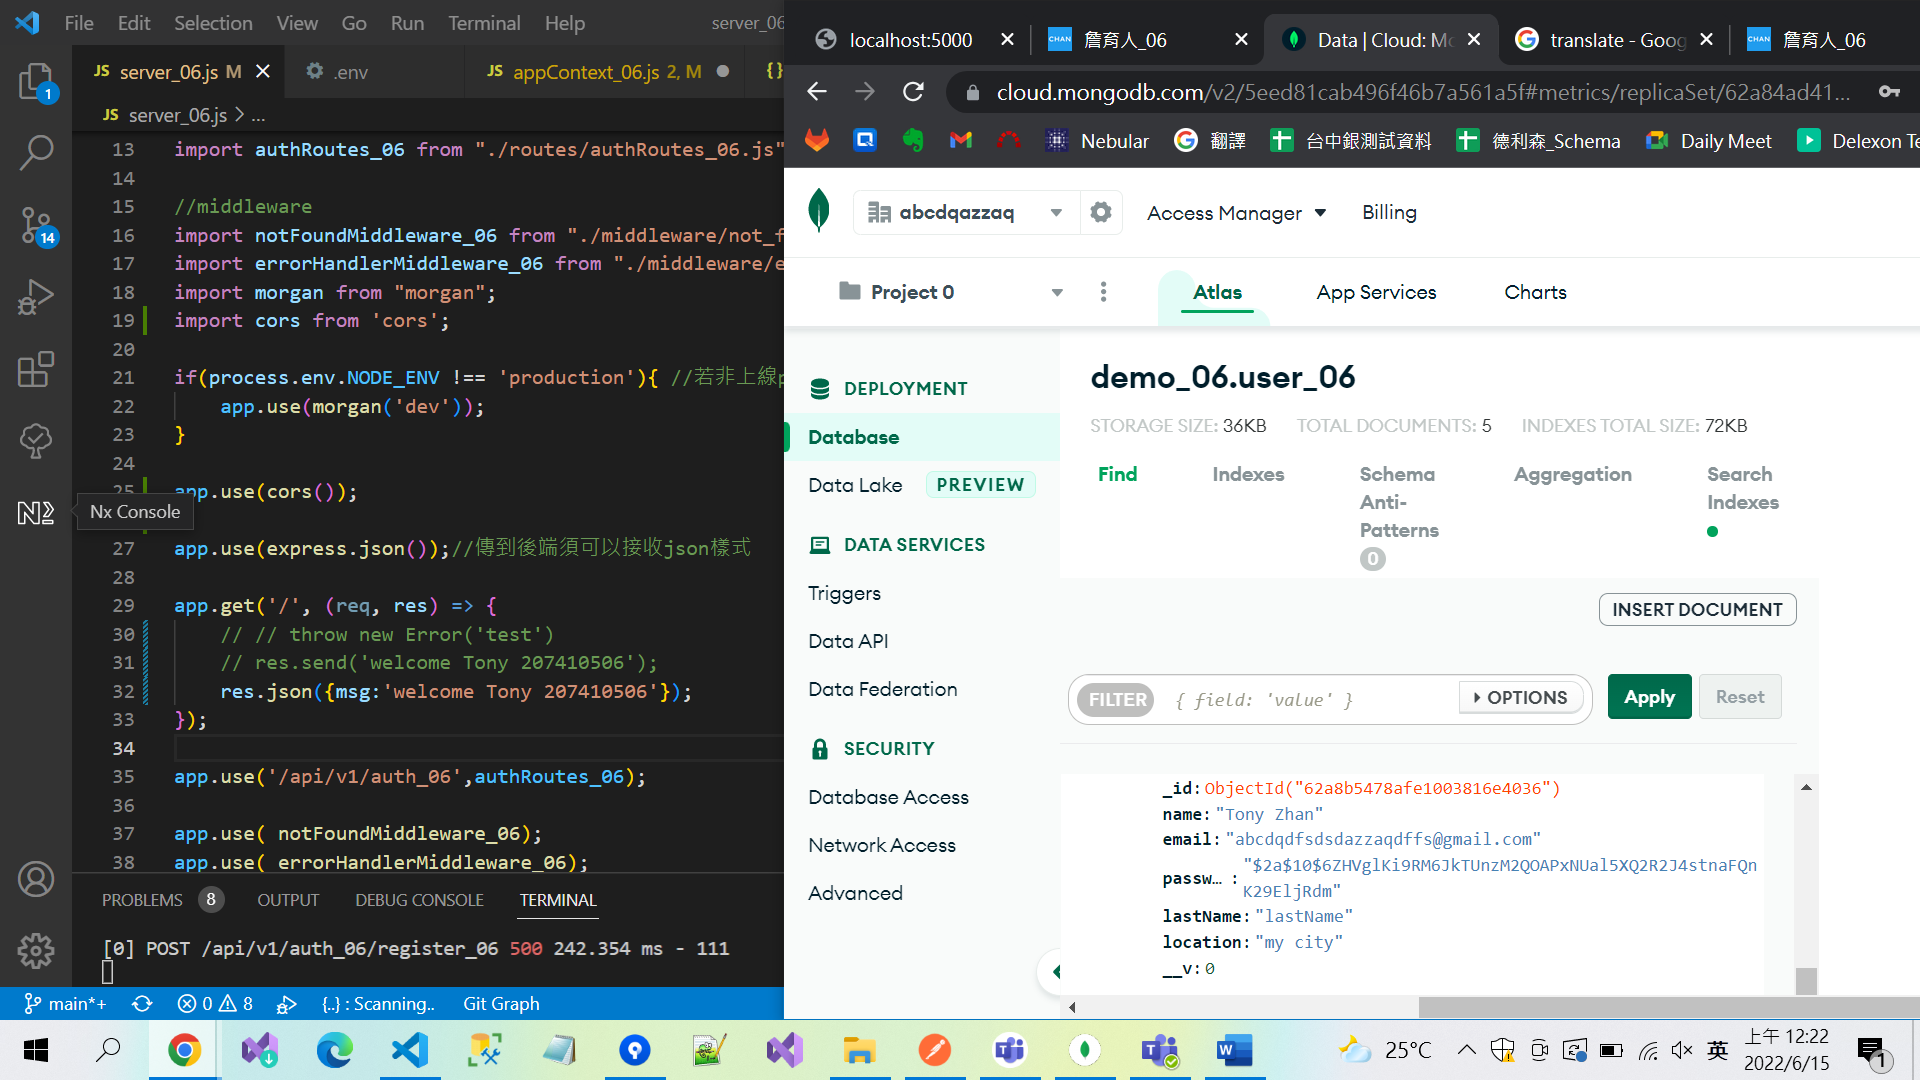 File Edit Selection View Go Run Terminal Help server_06
server_06.js M
.env
appContext_06.js 2, M
server_06.js > ...
13 import authRoutes_06 from "./routes/authRoutes_06.js"
14
15 //middleware
16 import notFoundMiddleware_06 from "./middleware/not_f
17 import errorHandlerMiddleware_06 from "./middleware/e
18 import morgan from "morgan";
19 import cors from 'cors';
20
21 if(process.env.NODE_ENV !== 'production'){ //若非上線p
22 app.use(morgan('dev'));
23 }
24
25 app.use(cors());
Nx Console
27 app.use(express.json());//傳到後端須可以接收json樣式
28
29 app.get('/', (req, res) => {
30 // // throw new Error('test')
31 // res.send('welcome Tony 207410506');
32 res.json({msg:'welcome Tony 207410506'});
33 });
34
35 app.use('/api/v1/auth_06',authRoutes_06);
36
37 app.use( notFoundMiddleware_06);
38 app.use( errorHandlerMiddleware_06);
PROBLEMS 8 OUTPUT DEBUG CONSOLE TERMINAL
[0] POST /api/v1/auth_06/register_06 500 242.354 ms - 111
main*+ 0 8 {..} : Scanning.. Git Graph
1
14
localhost:5000
CHAN 詹育人_06
Data | Cloud: Mo
translate - Goog
CHAN 詹育人_06
cloud.mongodb.com/v2/5eed81cab496f46b7a561a5f#metrics/replicaSet/62a84ad41...
Nebular 翻譯 台中銀測試資料 德利森_Schema Daily Meet Delexon Te
abcdqazzaq Access Manager Billing
Project 0 Atlas App Services Charts
DEPLOYMENT
Database
Data Lake PREVIEW
DATA SERVICES
Triggers
Data API
Data Federation
SECURITY
Database Access
Network Access
Advanced
demo_06.user_06
STORAGE SIZE: 36KB TOTAL DOCUMENTS: 5 INDEXES TOTAL SIZE: 72KB
Find
Indexes
Schema
Anti-
Patterns
0
Aggregation
Search
Indexes
INSERT DOCUMENT
FILTER { field: 'value' } OPTIONS Apply Reset
_id: ObjectId("62a8b5478afe1003816e4036")
name: "Tony Zhan"
email: "abcdqdfsdsdazzaqdffs@gmail.com"
passw... : "$2a$10$6ZHVglKi9RM6JkTUnzM2QOAPxNUal5XQ2R2J4stnaFQn
K29EljRdm"
lastName: "lastName"
location: "my city"
__v: 0
25°C 英 上午 12:22
2022/6/15
1